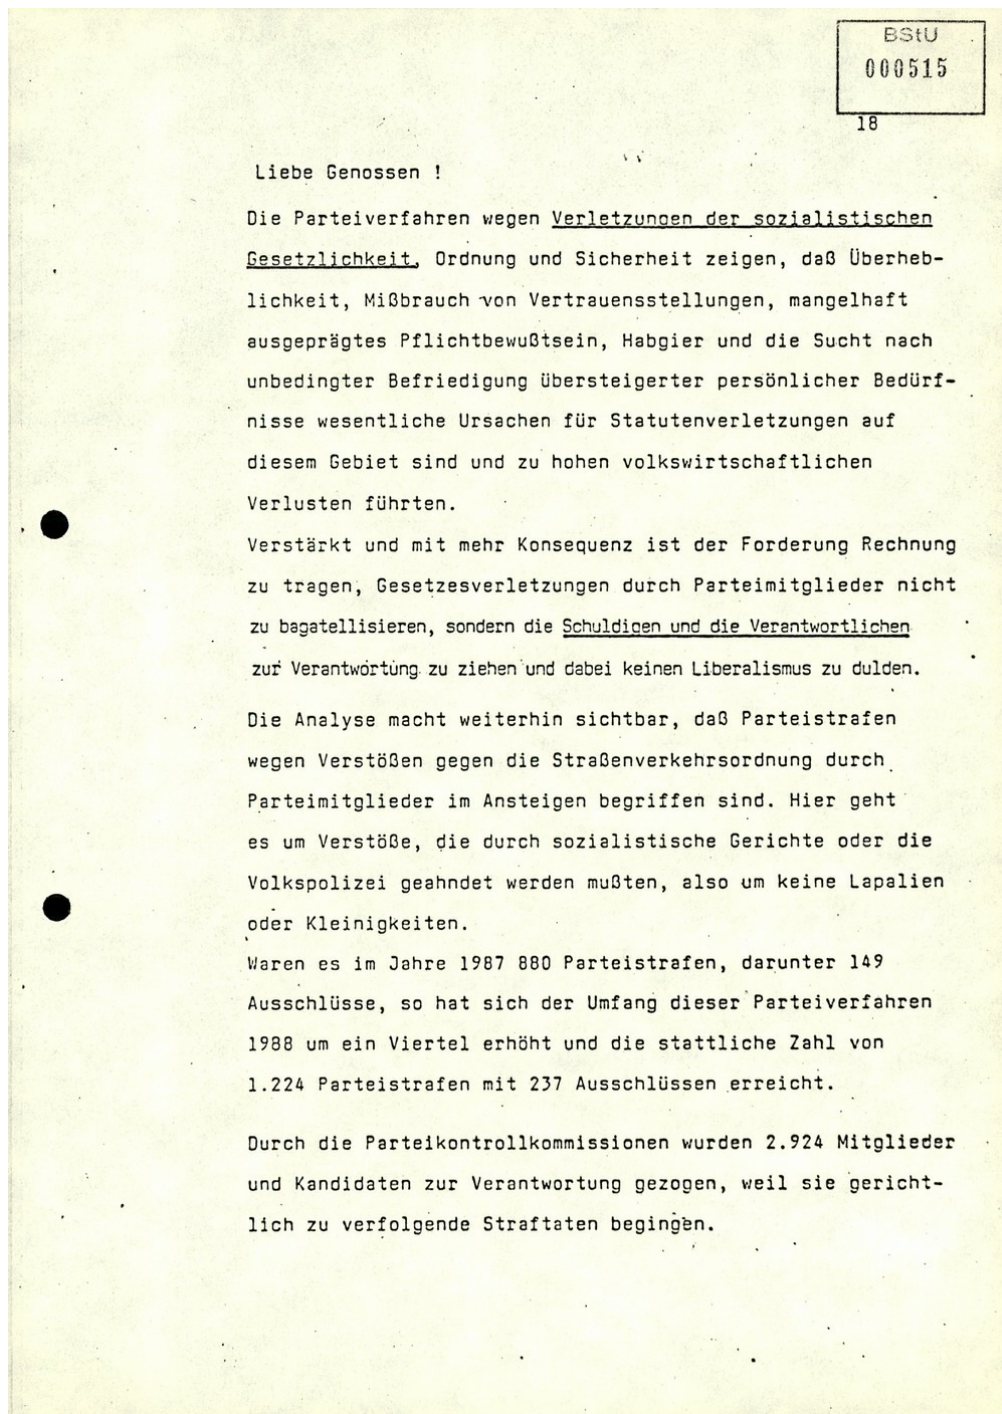 BStU
000515
18
Liebe Genossen !
Die Parteiverfahren wegen Verletzungen der sozialistischen
Gesetzlichkeit, Ordnung und Sicherheit zeigen, daß Überheb-
lichkeit, Mißbrauch von Vertrauensstellungen, mangelhaft
ausgeprägtes Pflichtbewußtsein, Habgier und die Sucht nach
unbedingter Befriedigung übersteigerter persönlicher Bedürf-
nisse wesentliche Ursachen für Statutenverletzungen auf
diesem Gebiet sind und zu hohen volkswirtschaftlichen
Verlusten führten.
Verstärkt und mit mehr Konsequenz ist der Forderung Rechnung
zu tragen, Gesetzesverletzungen durch Parteimitglieder nicht
zu bagatellisieren, sondern die Schuldigen und die Verantwortlichen
zur Verantwortung zu ziehen und dabei keinen Liberalismus zu dulden.
Die Analyse macht weiterhin sichtbar, daß Parteistrafen
wegen Verstößen gegen die Straßenverkehrsordnung durch
Parteimitglieder im Ansteigen begriffen sind. Hier geht
es um Verstöße, die durch sozialistische Gerichte oder die
Volkspolizei geahndet werden mußten, also um keine Lapalien
oder Kleinigkeiten.
Waren es im Jahre 1987 880 Parteistrafen, darunter 149
Ausschlüsse, so hat sich der Umfang dieser Parteiverfahren
1988 um ein Viertel erhöht und die stattliche Zahl von
1.224 Parteistrafen mit 237 Ausschlüssen erreicht.
Durch die Parteikontrollkommissionen wurden 2.924 Mitglieder
und Kandidaten zur Verantwortung gezogen, weil sie gericht-
lich zu verfolgende Straftaten begingen.